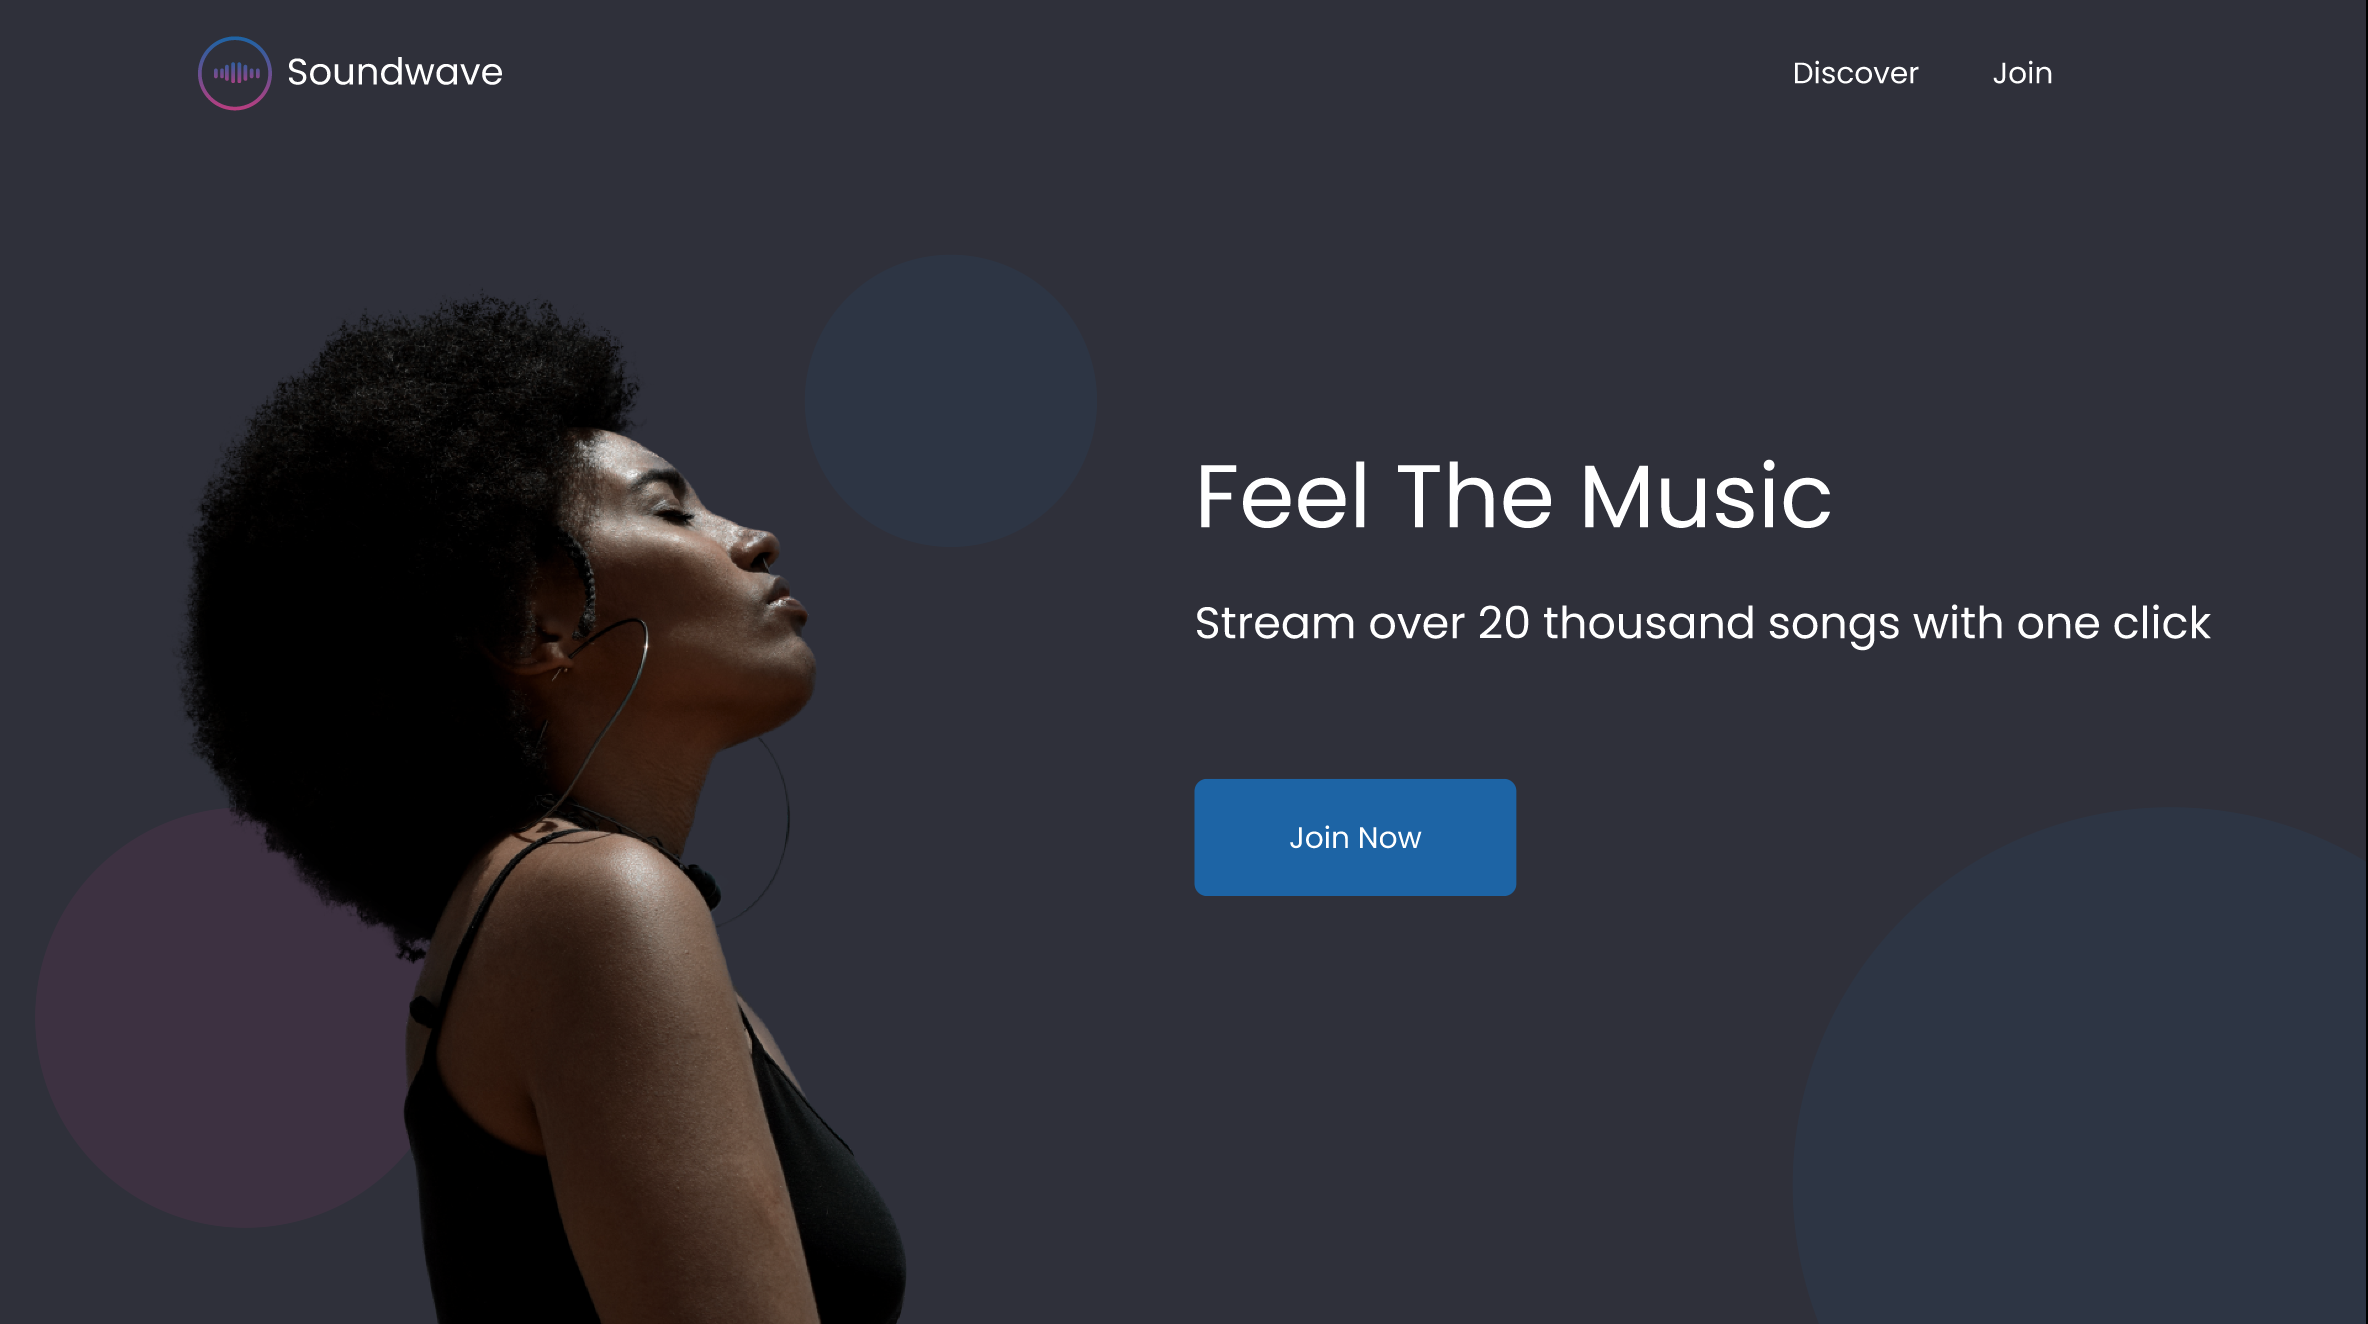 Soundwave
Discover
Join
Feel The Music
Stream over 20 thousand songs with one click
Join Now